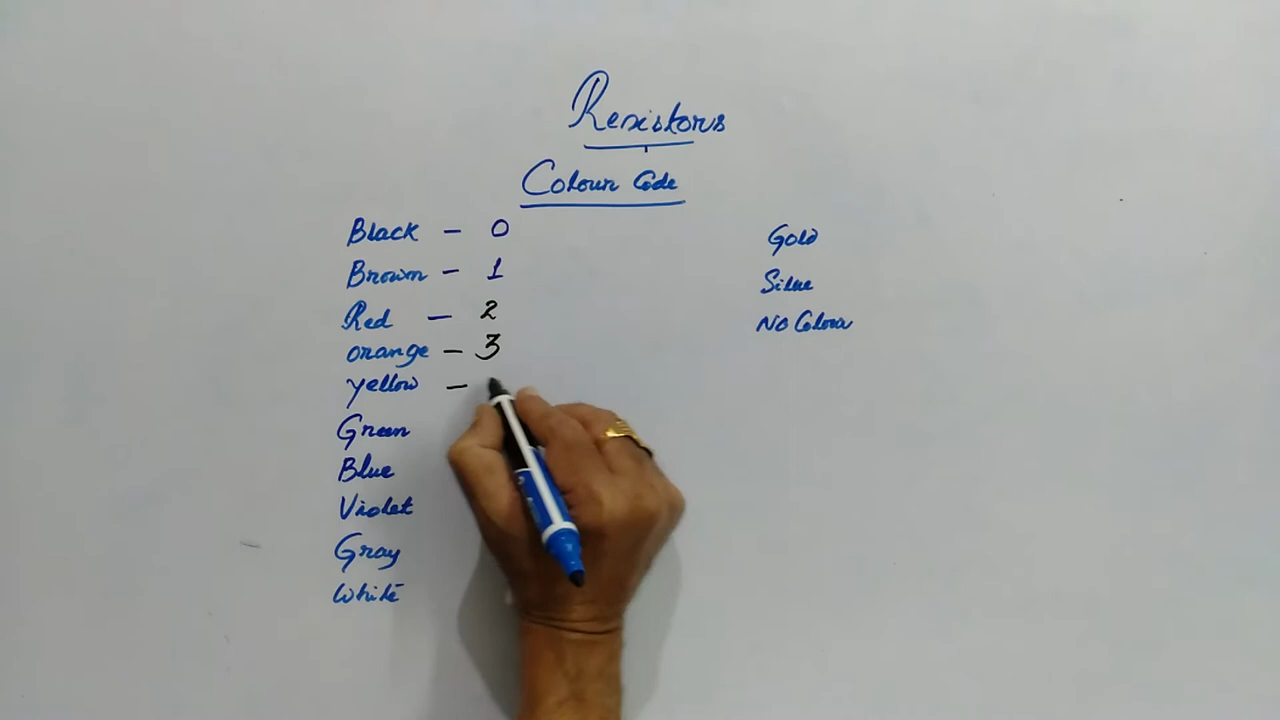 Resistors
Colour Code
Black - 0
Brown - 1
Red - 2
orange - 3
yellow -
Green
Blue
Violet
Gray
White
Gold
Silve
No Colour